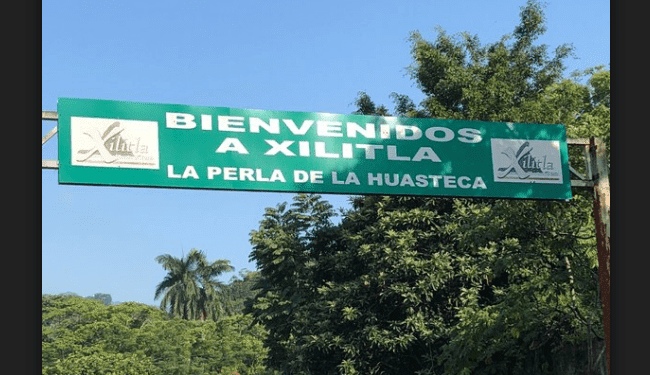 BIENVENIDOS
A XILITLA
LA PERLA DE LA HUASTECA
Xilitla
Xilitla